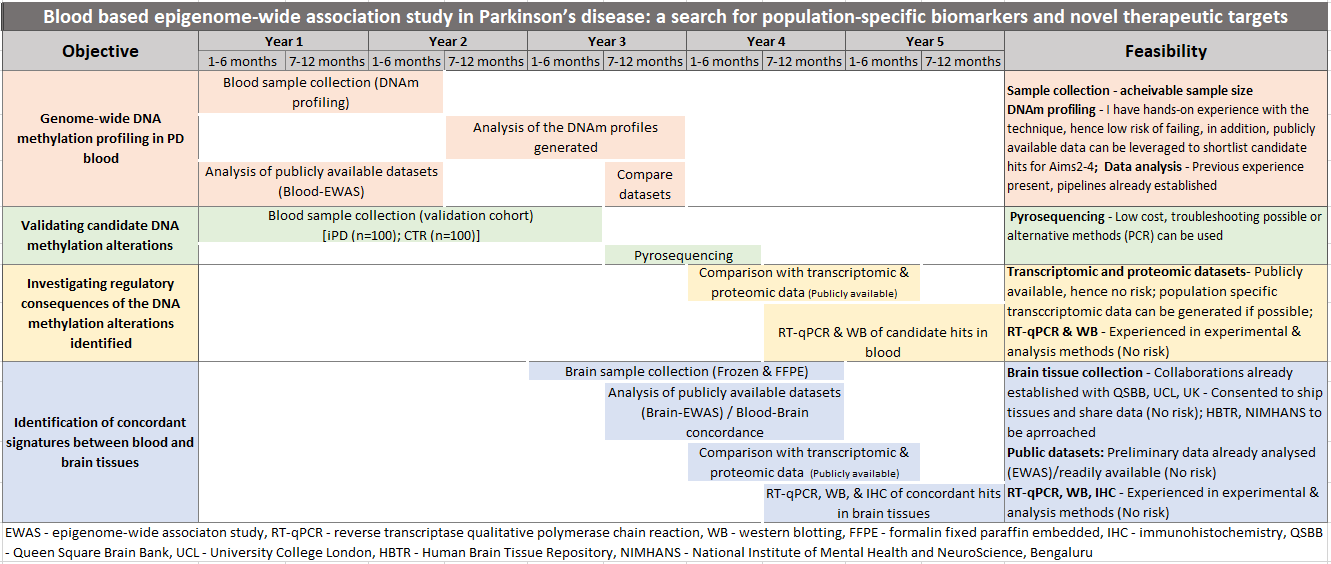 Blood based epigenome-wide association study in Parkinson's disease: a search for population-specific biomarkers and novel therapeutic targets
Objective
Year 1
Year 2
Year 3
Year 4
Year 5
Feasibility
1-6 months
7-12 months
1-6 months
7-12 months
1-6 months
7-12 months
1-6 months
7-12 months
1-6 months
7-12 months
Genome-wide DNA
methylation profiling in PD
blood
Blood sample collection (DNAm
profiling)
Analysis of the DNAm profiles
generated
Analysis of publicly available datasets
(Blood-EWAS)
Compare
datasets
Sample collection - acheivable sample size
DNAm profiling - I have hands-on experience with the
technique, hence low risk of failing, in addition, publicly
available data can be leveraged to shortlist candidate
hits for Aims2-4; Data analysis - Previous experience
present, pipelines already established
Validating candidate DNA
methylation alterations
Blood sample collection (validation cohort)
[iPD (n=100); CTR (n=100)]
Pyrosequencing
Pyrosequencing - Low cost, troubleshooting possible or
alternative methods (PCR) can be used
Investigating regulatory
consequences of the DNA
methylation alterations
identified
Comparison with transcriptomic &
proteomic data (Publicly available)
RT-qPCR & WB of candidate hits in
blood
Transcriptomic and proteomic datasets- Publicly
available, hence no risk; population specific
transccriptomic data can be generated if possible;
RT-qPCR & WB - Experienced in experimental &
analysis methods (No risk)
Identification of concordant
signatures between blood and
brain tissues
Brain sample collection (Frozen & FFPE)
Analysis of publicly available datasets
(Brain-EWAS) / Blood-Brain
concordance
Comparison with transcriptomic &
proteomic data (Publicly available)
RT-qPCR, WB, & IHC of concordant hits
in brain tissues
Brain tissue collection - Collaborations already
established with QSBB, UCL, UK - Consented to ship
tissues and share data (No risk); HBTR, NIMHANS to
be aprroached
Public datasets: Preliminary data already analysed
(EWAS)/readily available (No risk)
RT-qPCR, WB, IHC - Experienced in experimental &
analysis methods (No risk)
EWAS - epigenome-wide associaton study, RT-qPCR - reverse transcriptase qualitative polymerase chain reaction, WB - western blotting, FFPE - formalin fixed paraffin embedded, IHC - immunohistochemistry, QSBB
- Queen Square Brain Bank, UCL - University College London, HBTR - Human Brain Tissue Repository, NIMHANS - National Institute of Mental Health and NeuroScience, Bengaluru